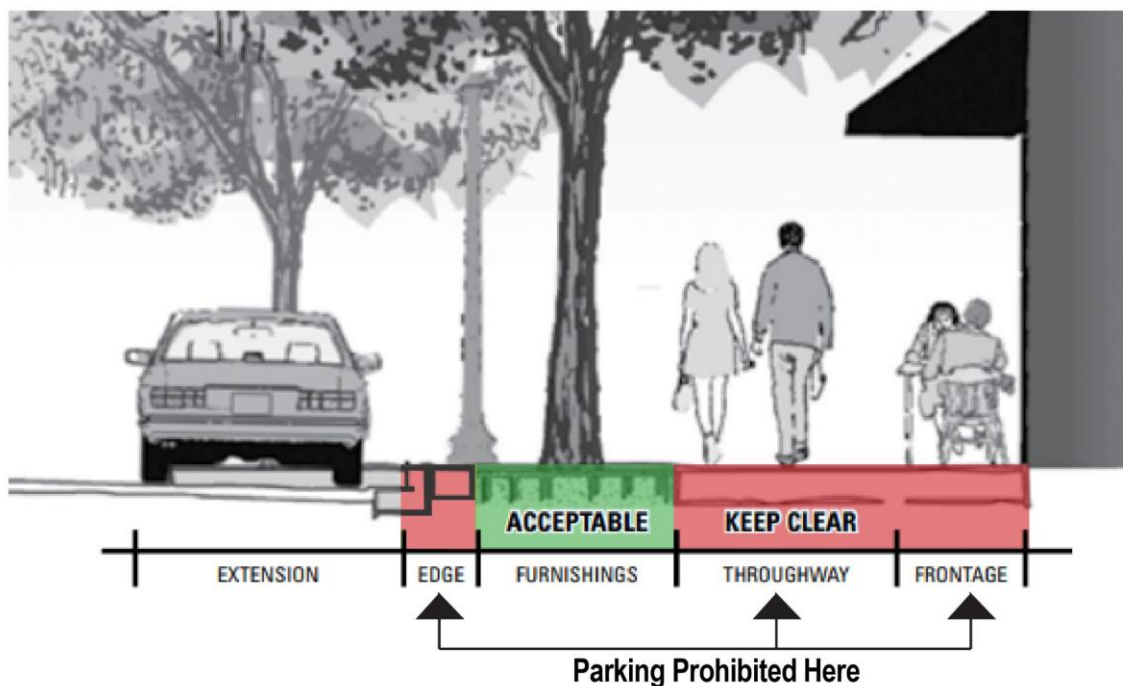 ACCEPTABLE KEEP CLEAR
EXTENSION EDGE FURNISHINGS THROUGHWAY FRONTAGE
Parking Prohibited Here